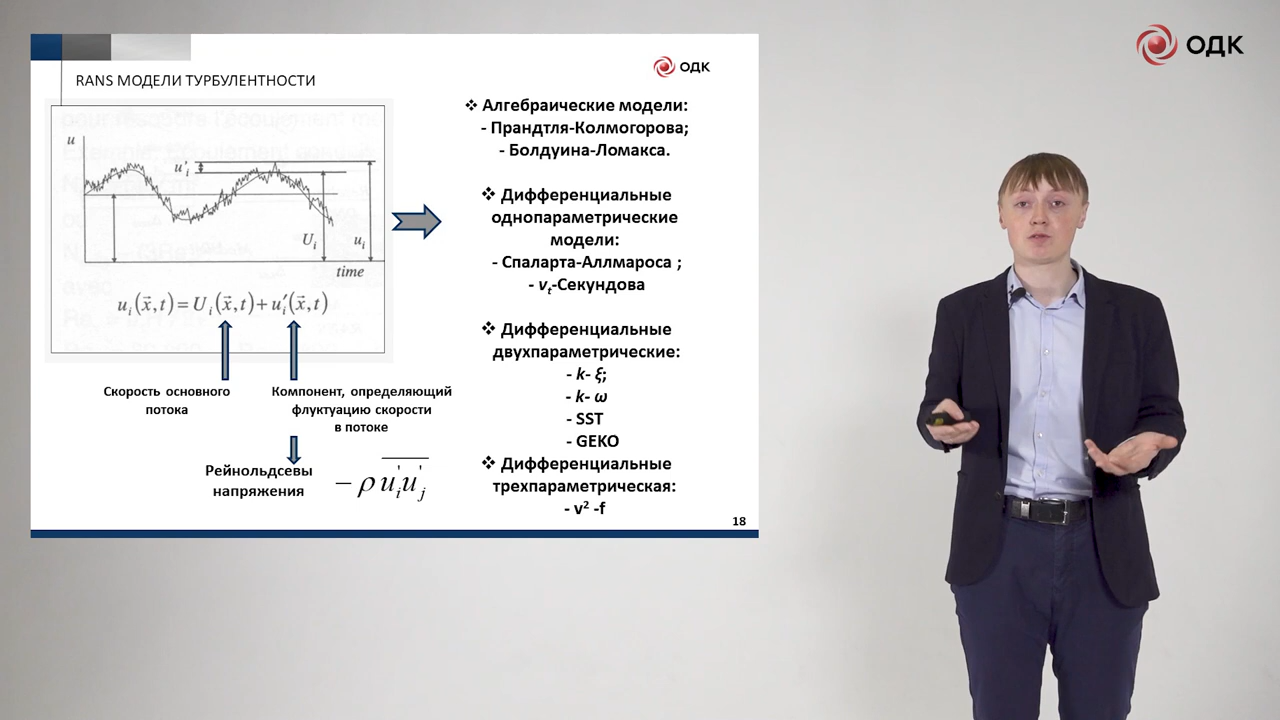 ОДК
ОДК
RANS МОДЕЛИ ТУРБУЛЕНТНОСТИ
u
u'i
Ui
ui
time
ui(x⃗,t)=Ui(x⃗,t)+u′i(x⃗,t)
Скорость основного
потока
Компонент, определяющий
флуктуацию скорости
в потоке
Рейнольдсевы
напряжения
− ρ u'i u'j
❖ Алгебраические модели:
- Прандтля-Колмогорова;
- Болдуина-Ломакса.
❖ Дифференциальные
однопараметрические
модели:
- Спаларта-Аллмароса ;
- νt-Секундова
❖ Дифференциальные
двухпараметрические:
- k- ξ;
- k- ω
- SST
- GEKO
❖ Дифференциальные
трехпараметрическая:
- v² -f
18